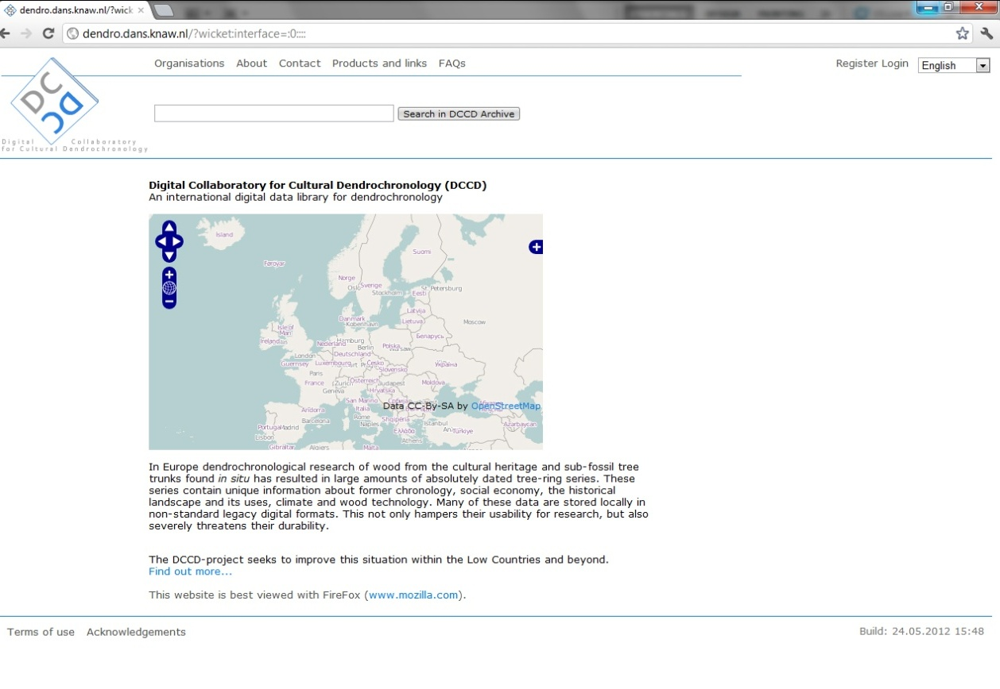 dendro.dans.knaw.nl/?wick
dendro.dans.knaw.nl/?wicket:interface=:0::::
Organisations About Contact Products and links FAQs
Register Login English
DC
CD
Digital Collaboratory
for Cultural Dendrochronology
Search in DCCD Archive
Digital Collaboratory for Cultural Dendrochronology (DCCD)
An international digital data library for dendrochronology
Island
Suomi
Føroyar
Norge
Oslo Sverige
Stockholm Eesti
St. Petersburg
Latvija
Lietuva
Danmark
København
Moscow
Isle of
Man
Ireland
Беларусь
Hamburg
Nederland
Berlin
Polska
Deutschland
London
Guernsey
Luxembourg
Česko
Slovensko
Україна
Paris
France
Zürich
Österreich
Budapest
Moldova
Geneva
Hrvatska
San Marino
Italia
Andorra
Data CC-By-SA by OpenStreetMap
Barcelona
Rome
Naples
Shqipëria
Istanbul
Azərbaycan
Portugal
Madrid
Ελλάδα
Türkiye
Lisbon
Athens
Gibraltar
Algiers
Malta
In Europe dendrochronological research of wood from the cultural heritage and sub-fossil tree
trunks found in situ has resulted in large amounts of absolutely dated tree-ring series. These
series contain unique information about former chronology, social economy, the historical
landscape and its uses, climate and wood technology. Many of these data are stored locally in
non-standard legacy digital formats. This not only hampers their usability for research, but also
severely threatens their durability.
The DCCD-project seeks to improve this situation within the Low Countries and beyond.
Find out more...
This website is best viewed with FireFox (www.mozilla.com).
Terms of use Acknowledgements
Build: 24.05.2012 15:48